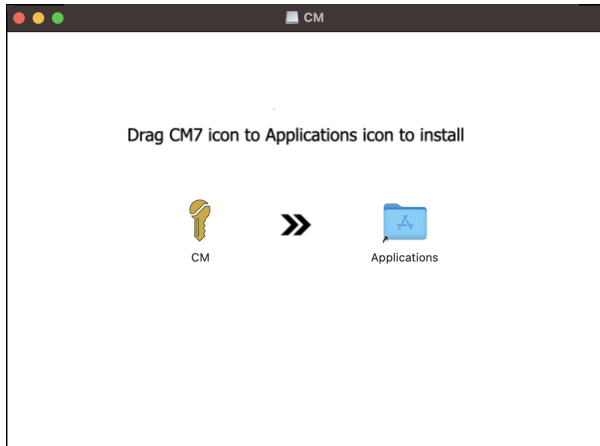 CM
Drag CM7 icon to Applications icon to install
CM
Applications